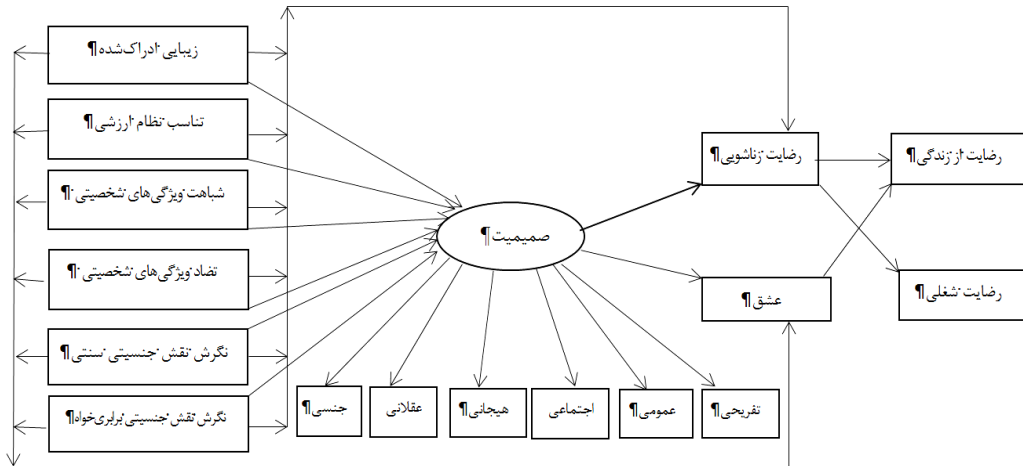 زیبایی ادراک‌شده¶
تناسب نظام ارزشی¶
شباهت ویژگی‌های شخصیتی ¶
تضاد ویژگی‌های شخصیتی ¶
نگرش نقش جنسیتی سنتی¶
نگرش نقش جنسیتی برابری‌خواه¶
صمیمیت¶
رضایت زناشویی¶
عشق¶
رضایت از زندگی¶
رضایت شغلی¶
جنسی¶
عقلانی
هیجانی¶
اجتماعی
عمومی¶
تفریحی¶